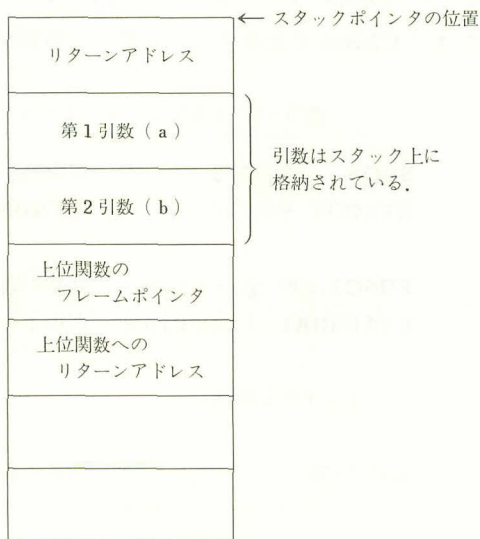 ← スタックポインタの位置
リターンアドレス
第1引数(a)
引数はスタック上に
格納されている.
第2引数(b)
上位関数の
フレームポインタ
上位関数への
リターンアドレス